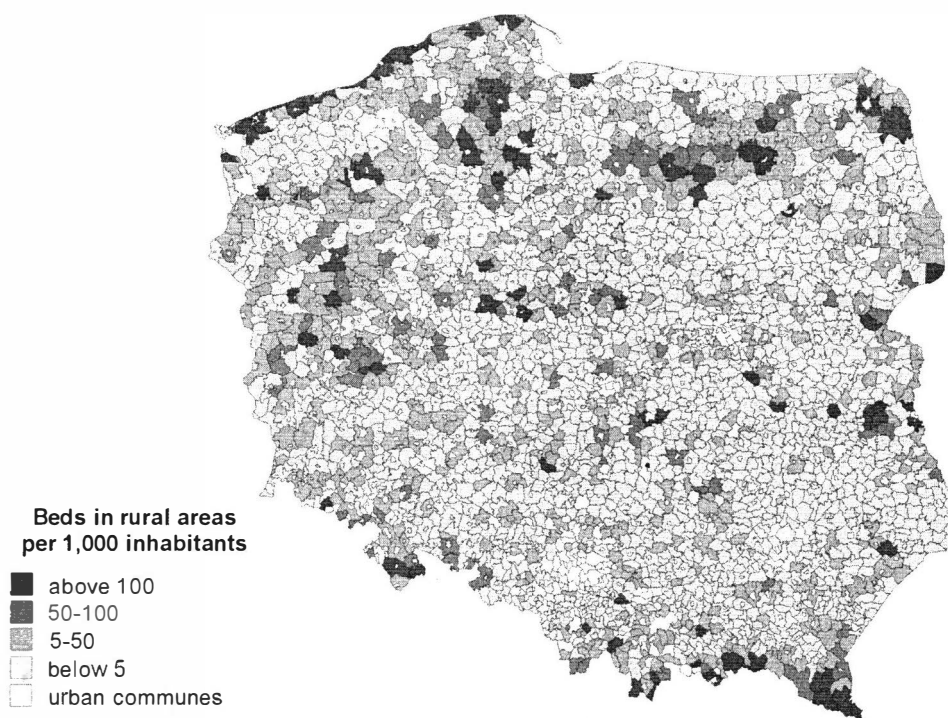 Beds in rural areas
per 1,000 inhabitants
above 100
50-100
5-50
below 5
urban communes